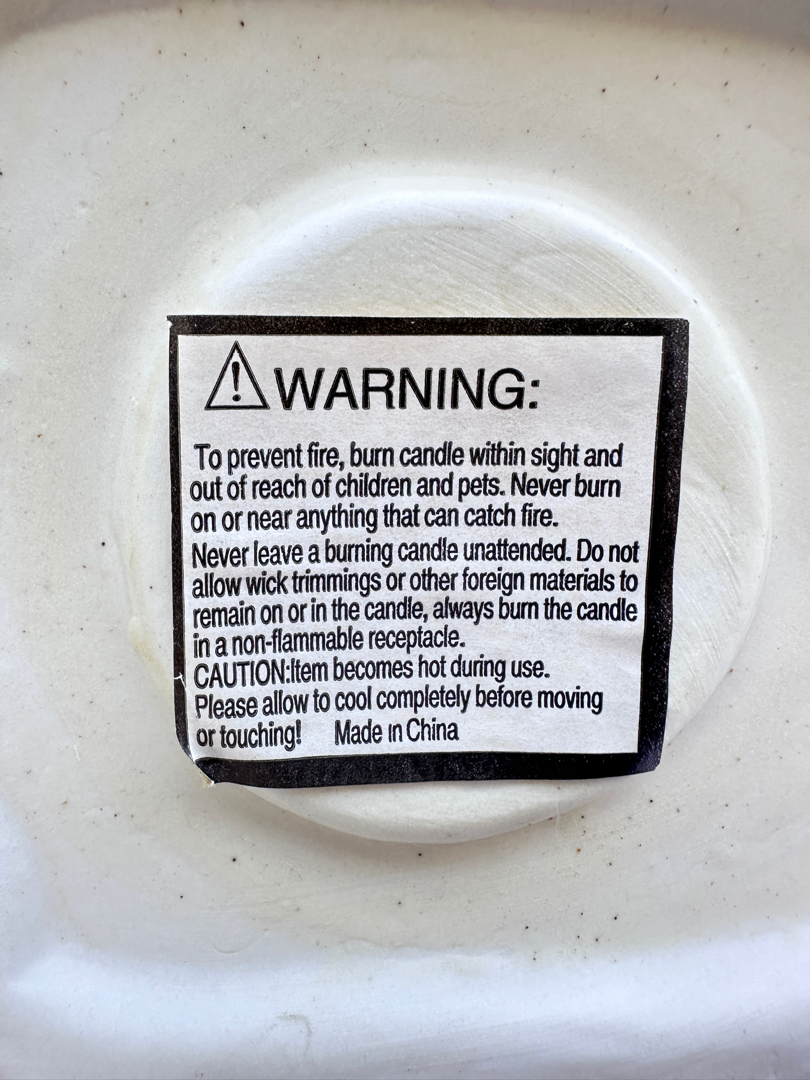 WARNING:
To prevent fire, burn candle within sight and
out of reach of children and pets. Never burn
on or near anything that can catch fire.
Never leave a burning candle unattended. Do not
allow wick trimmings or other foreign materials to
remain on or in the candle, always burn the candle
in a non-flammable receptacle.
CAUTION:Item becomes hot during use.
Please allow to cool completely before moving
or touching! Made in China